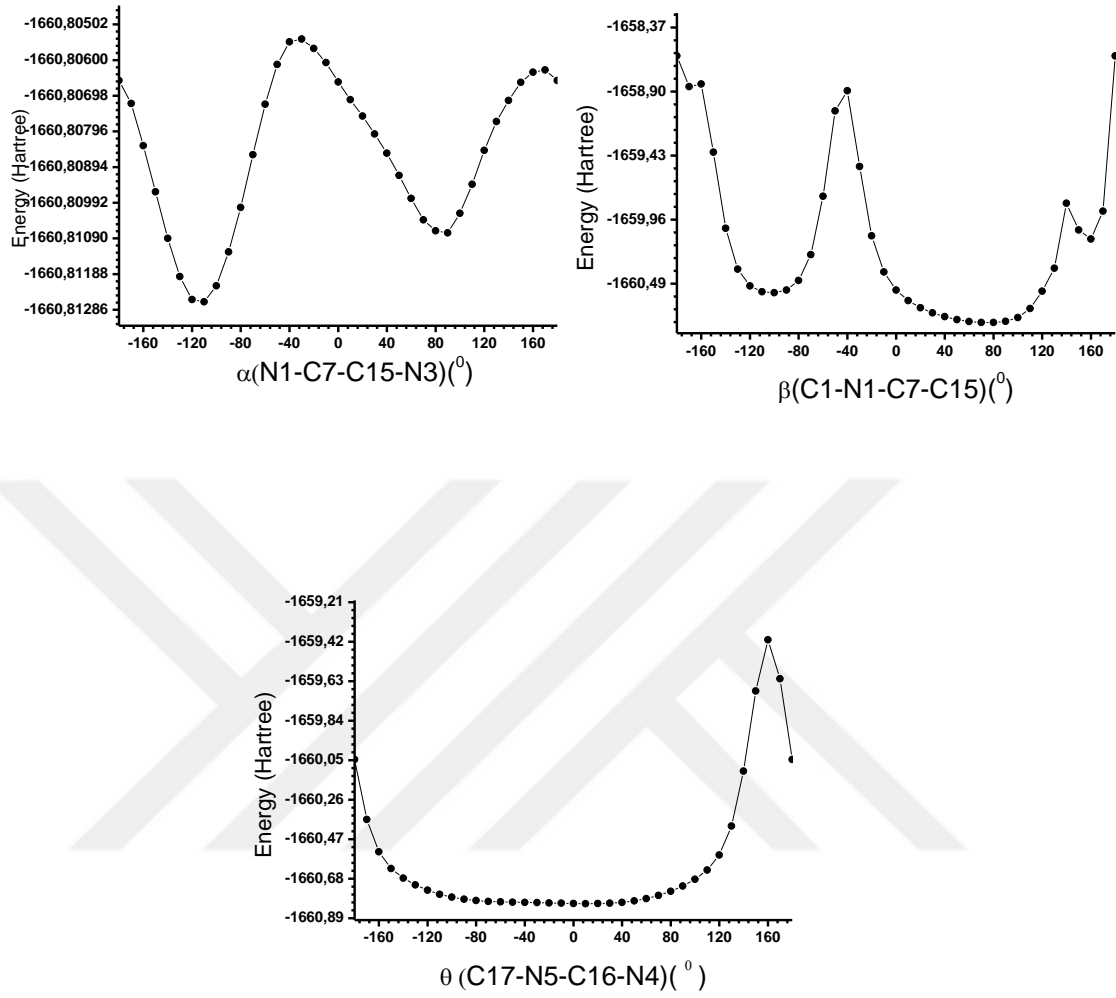 -1660,80502
-1660,80600
-1660,80698
-1660,80796
-1660,80894
-1660,80992
-1660,81090
-1660,81188
-1660,81286
Energy (Hartree)
-160 -120 -80 -40 0 40 80 120 160
α(N1-C7-C15-N3)(⁰)
-1658,37
-1658,90
-1659,43
-1659,96
-1660,49
Energy (Hartree)
-160 -120 -80 -40 0 40 80 120 160
β(C1-N1-C7-C15)(⁰)
-1659,21
-1659,42
-1659,63
-1659,84
-1660,05
-1660,26
-1660,47
-1660,68
-1660,89
Energy (Hartree)
-160 -120 -80 -40 0 40 80 120 160
θ (C17-N5-C16-N4)( ⁰ )